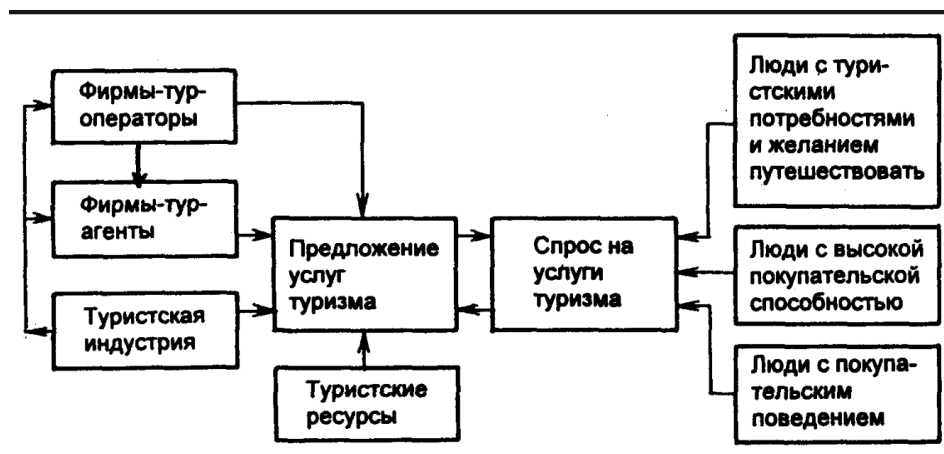 Фирмы-тур-
операторы
Фирмы-тур-
агенты
Туристская
индустрия
Предложение
услуг
туризма
Туристские
ресурсы
Спрос на
услуги
туризма
Люди с тури-
стскими
потребностями
и желанием
путешествовать
Люди с высокой
покупательской
способностью
Люди с покупа-
тельским
поведением